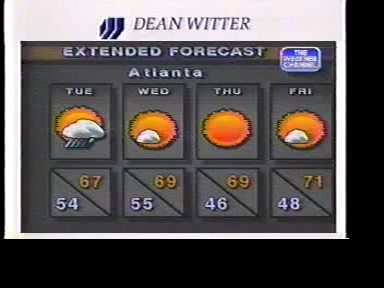 DEAN WITTER
EXTENDED FORECAST
THE
WEATHER
CHANNEL
Atlanta
TUE WED THU FRI
67 69 69 71
54 55 46 48